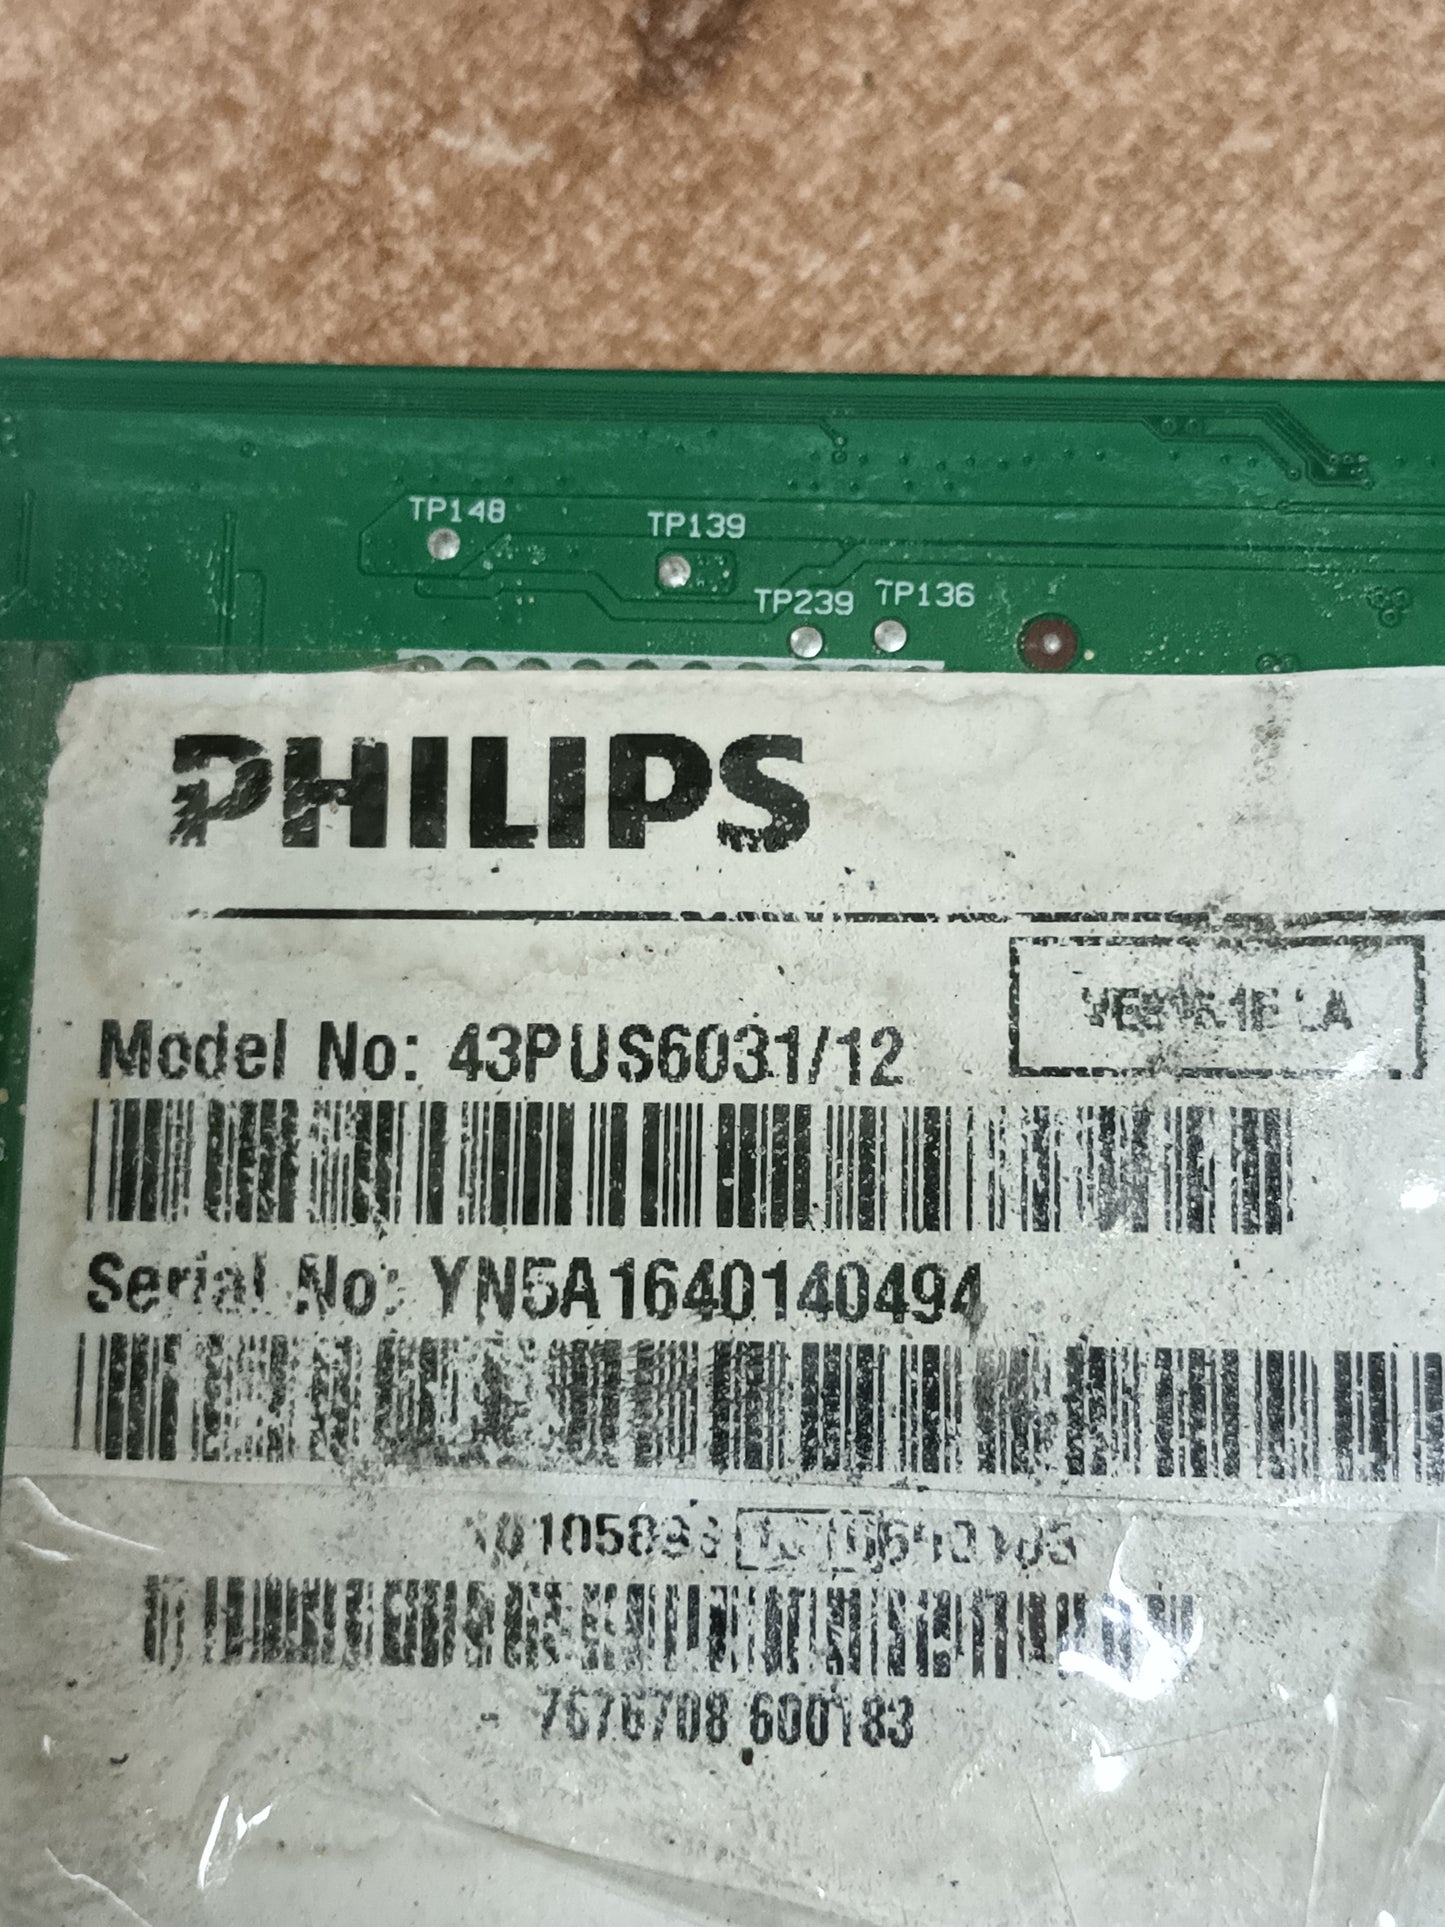 TP148
TP139
TP239
TP136
PHILIPS
Model No: 43PUS6031/12
Serial No: YN5A1640140494
- 7676708 600183